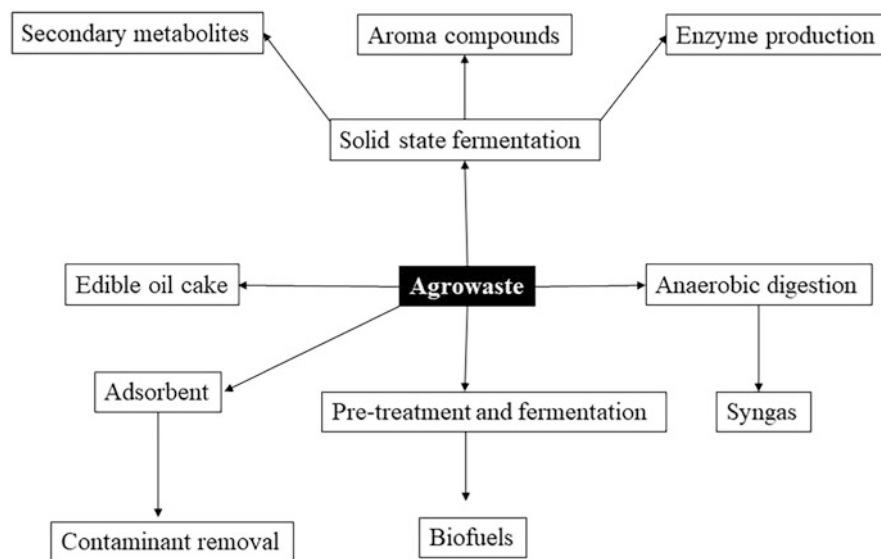 Secondary metabolites
Aroma compounds
Enzyme production
Solid state fermentation
Edible oil cake
Agrowaste
Anaerobic digestion
Adsorbent
Pre-treatment and fermentation
Syngas
Contaminant removal
Biofuels